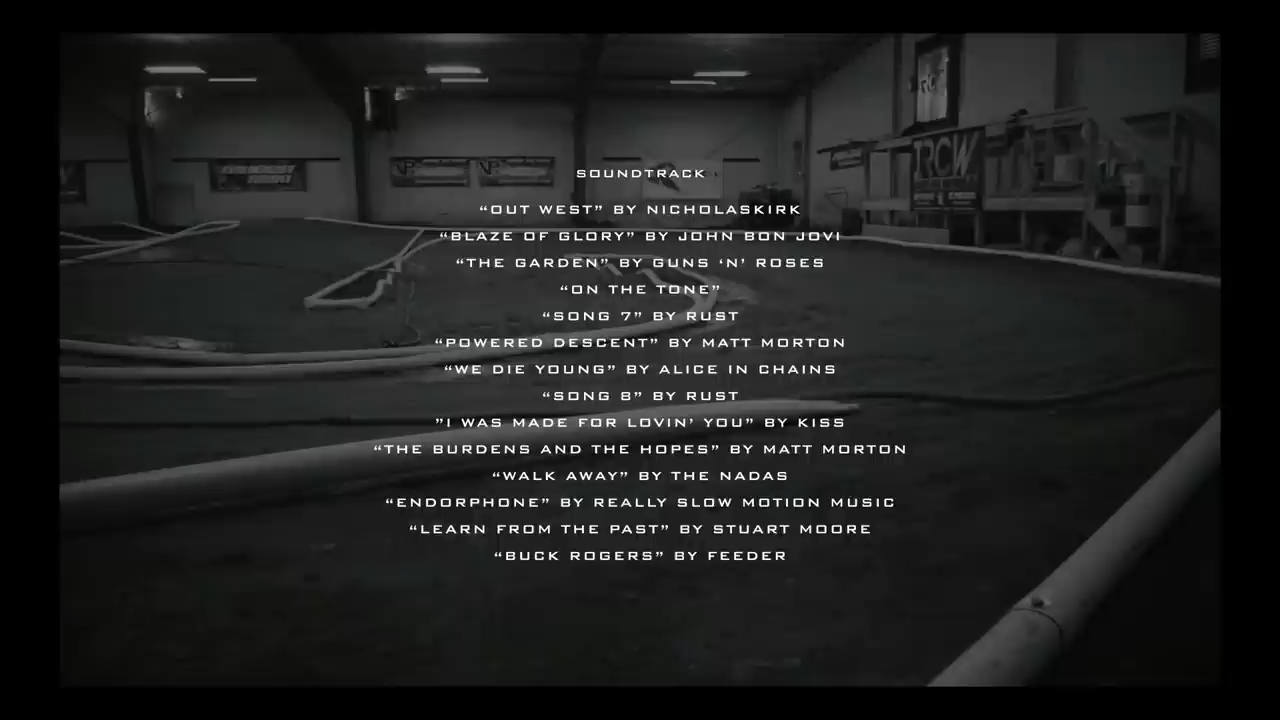 RCW
SOUNDTRACK
“OUT WEST” BY NICHOLASKIRK
“BLAZE OF GLORY” BY JOHN BON JOVI
“THE GARDEN” BY GUNS ‘N’ ROSES
“ON THE TONE”
“SONG 7” BY RUST
“POWERED DESCENT” BY MATT MORTON
“WE DIE YOUNG” BY ALICE IN CHAINS
“SONG 8” BY RUST
”I WAS MADE FOR LOVIN’ YOU” BY KISS
“THE BURDENS AND THE HOPES” BY MATT MORTON
“WALK AWAY” BY THE NADAS
“ENDORPHONE” BY REALLY SLOW MOTION MUSIC
“LEARN FROM THE PAST” BY STUART MOORE
“BUCK ROGERS” BY FEEDER